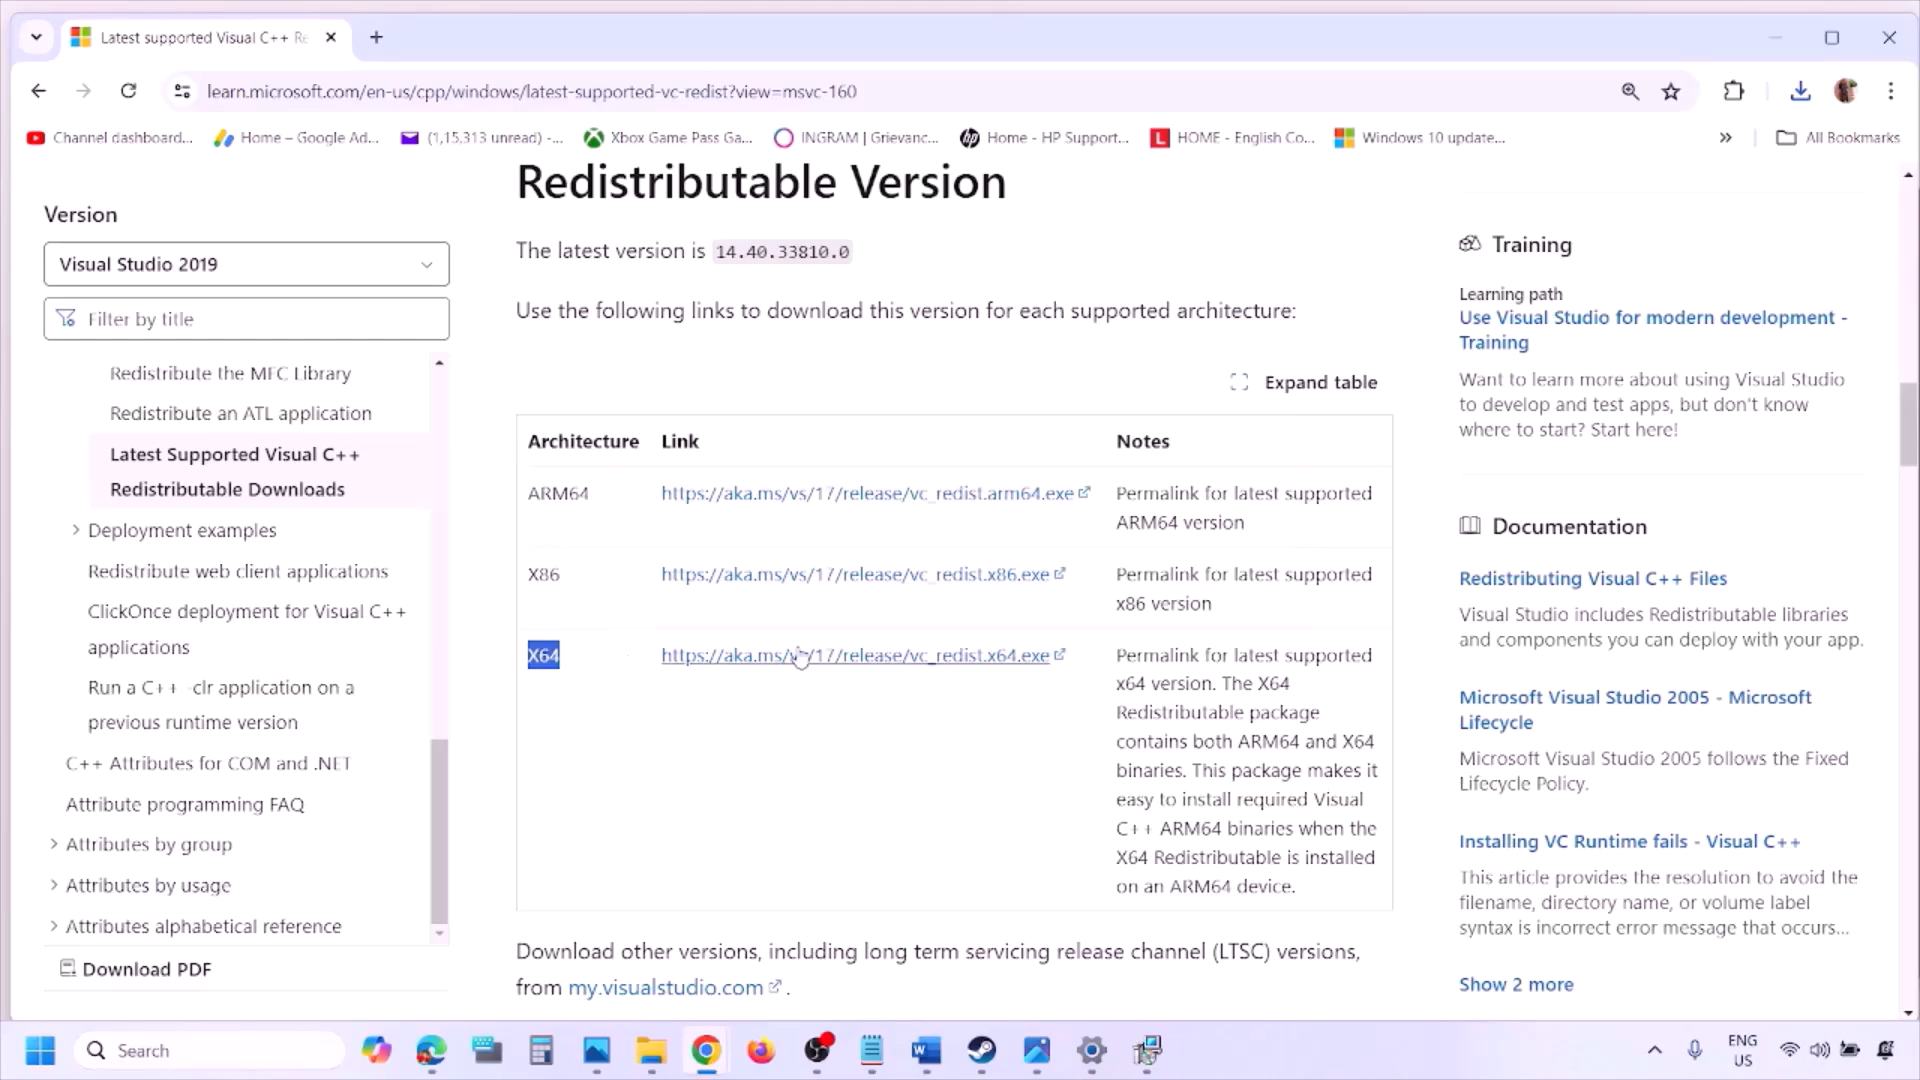 Latest supported Visual C++ Re
learn.microsoft.com/en-us/cpp/windows/latest-supported-vc-redist?view=msvc-160
Channel dashboard...
Home – Google Ad...
(1,15,313 unread) -...
Xbox Game Pass Ga...
INGRAM | Grievanc...
Home - HP Support...
HOME - English Co...
Windows 10 update...
All Bookmarks
Version
Visual Studio 2019
Filter by title
Redistribute the MFC Library
Redistribute an ATL application
Latest Supported Visual C++
Redistributable Downloads
Deployment examples
Redistribute web client applications
ClickOnce deployment for Visual C++
applications
Run a C++ -clr application on a
previous runtime version
C++ Attributes for COM and .NET
Attribute programming FAQ
Attributes by group
Attributes by usage
Attributes alphabetical reference
Download PDF
Redistributable Version
The latest version is 14.40.33810.0
Use the following links to download this version for each supported architecture:
Expand table
Architecture Link Notes
ARM64 https://aka.ms/vs/17/release/vc_redist.arm64.exe Permalink for latest supported
ARM64 version
X86 https://aka.ms/vs/17/release/vc_redist.x86.exe Permalink for latest supported
x86 version
X64 https://aka.ms/vs/17/release/vc_redist.x64.exe Permalink for latest supported
x64 version. The X64
Redistributable package
contains both ARM64 and X64
binaries. This package makes it
easy to install required Visual
C++ ARM64 binaries when the
X64 Redistributable is installed
on an ARM64 device.
Download other versions, including long term servicing release channel (LTSC) versions,
from my.visualstudio.com .
Training
Learning path
Use Visual Studio for modern development -
Training
Want to learn more about using Visual Studio
to develop and test apps, but don't know
where to start? Start here!
Documentation
Redistributing Visual C++ Files
Visual Studio includes Redistributable libraries
and components you can deploy with your app.
Microsoft Visual Studio 2005 - Microsoft
Lifecycle
Microsoft Visual Studio 2005 follows the Fixed
Lifecycle Policy.
Installing VC Runtime fails - Visual C++
This article provides the resolution to avoid the
filename, directory name, or volume label
syntax is incorrect error message that occurs...
Show 2 more
Search
ENG
US